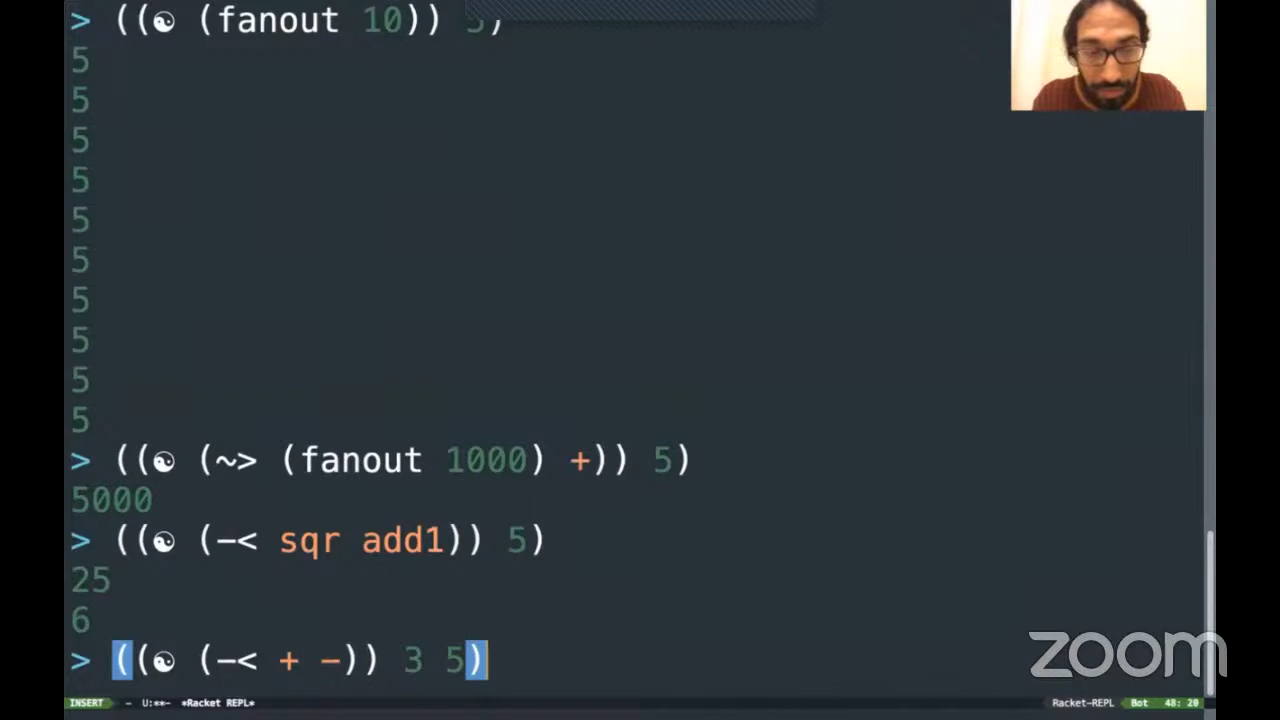 > ((☯ (fanout 10)) 5)
5
5
5
5
5
5
5
5
5
5
> ((☯ (~> (fanout 1000) +)) 5)
5000
> ((☯ (-< sqr add1)) 5)
25
6
> ((☯ (-< + -)) 3 5)
zoom
INSERT - U:**- *Racket REPL* Racket-REPL Bot 48: 20